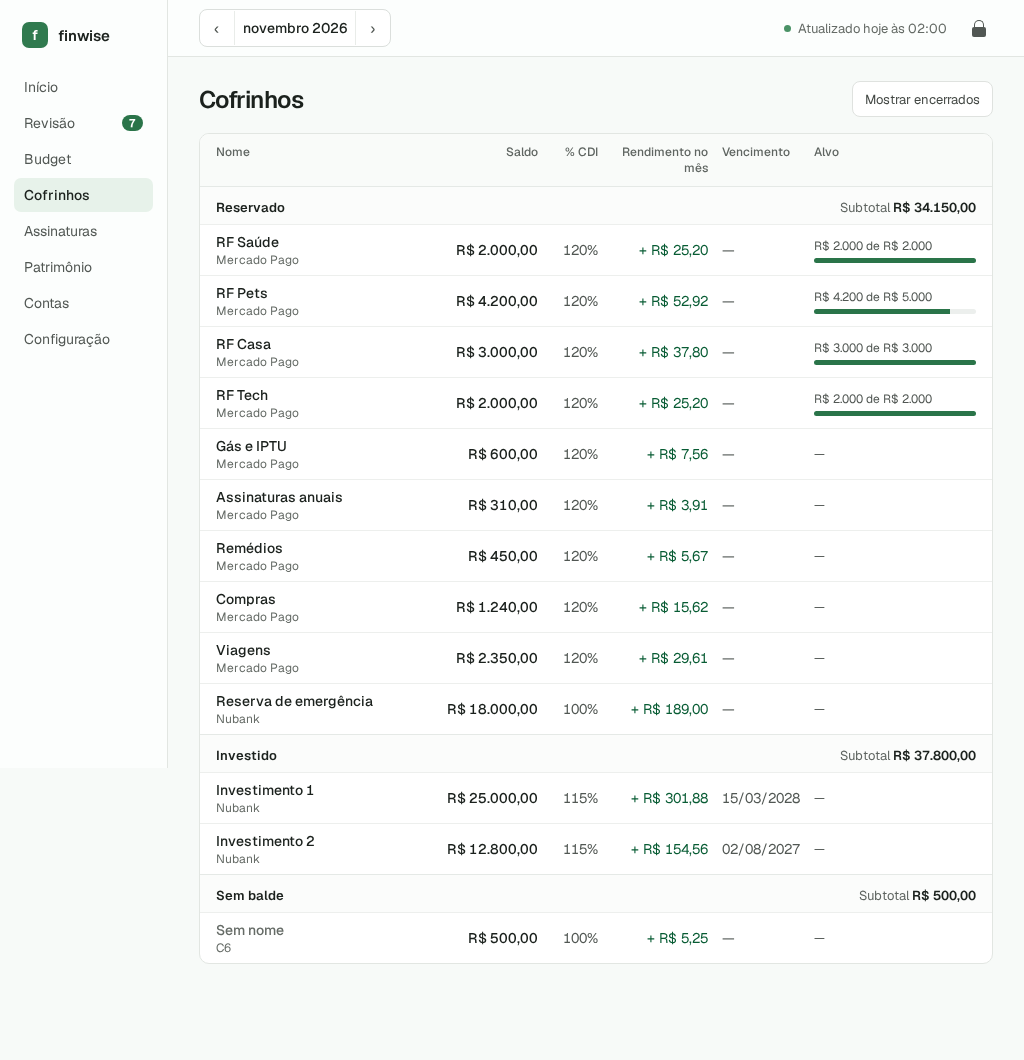 f finwise
Início
Revisão 7
Budget
Cofrinhos
Assinaturas
Patrimônio
Contas
Configuração
‹ novembro 2026 ›
Atualizado hoje às 02:00
Cofrinhos
Mostrar encerrados
Nome Saldo % CDI Rendimento no mês Vencimento Alvo
Reservado Subtotal R$ 34.150,00
RF Saúde
Mercado Pago
R$ 2.000,00 120% + R$ 25,20 — R$ 2.000 de R$ 2.000
RF Pets
Mercado Pago
R$ 4.200,00 120% + R$ 52,92 — R$ 4.200 de R$ 5.000
RF Casa
Mercado Pago
R$ 3.000,00 120% + R$ 37,80 — R$ 3.000 de R$ 3.000
RF Tech
Mercado Pago
R$ 2.000,00 120% + R$ 25,20 — R$ 2.000 de R$ 2.000
Gás e IPTU
Mercado Pago
R$ 600,00 120% + R$ 7,56 — —
Assinaturas anuais
Mercado Pago
R$ 310,00 120% + R$ 3,91 — —
Remédios
Mercado Pago
R$ 450,00 120% + R$ 5,67 — —
Compras
Mercado Pago
R$ 1.240,00 120% + R$ 15,62 — —
Viagens
Mercado Pago
R$ 2.350,00 120% + R$ 29,61 — —
Reserva de emergência
Nubank
R$ 18.000,00 100% + R$ 189,00 — —
Investido Subtotal R$ 37.800,00
Investimento 1
Nubank
R$ 25.000,00 115% + R$ 301,88 15/03/2028 —
Investimento 2
Nubank
R$ 12.800,00 115% + R$ 154,56 02/08/2027 —
Sem balde Subtotal R$ 500,00
Sem nome
C6
R$ 500,00 100% + R$ 5,25 — —